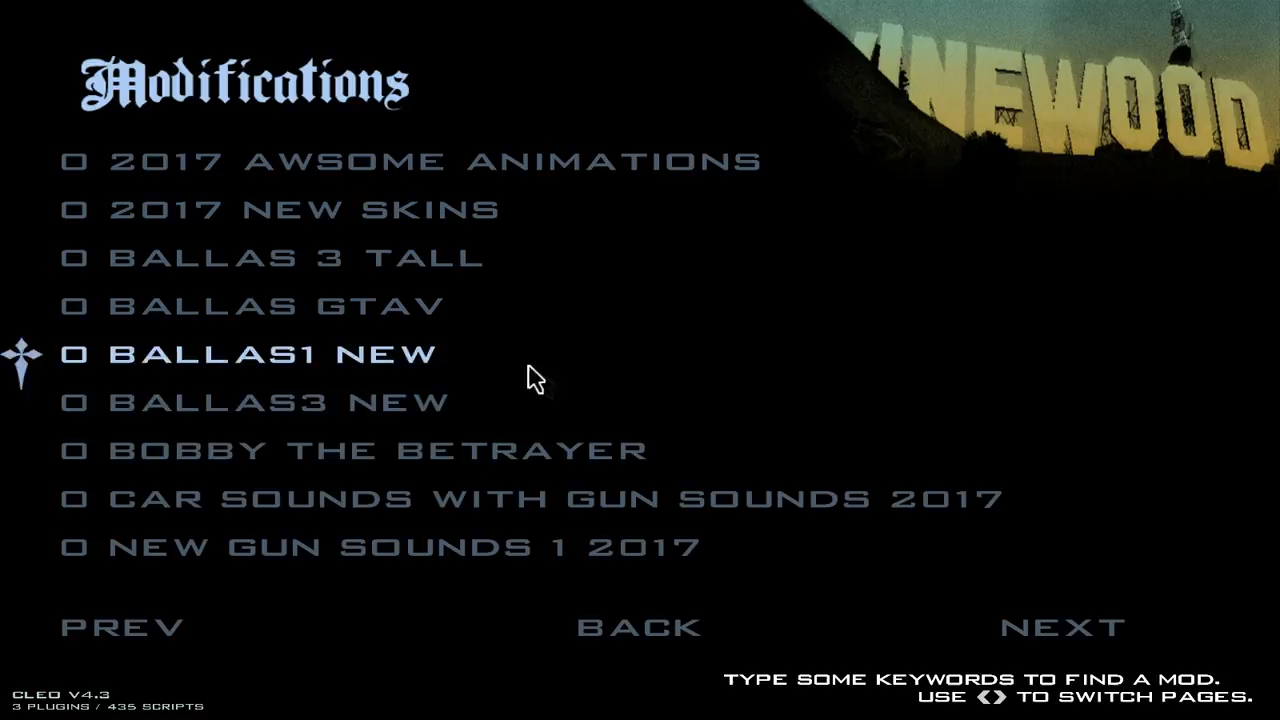 VINEWOOD
Modifications
O 2017 AWSOME ANIMATIONS
O 2017 NEW SKINS
O BALLAS 3 TALL
O BALLAS GTAV
O BALLAS1 NEW
O BALLAS3 NEW
O BOBBY THE BETRAYER
O CAR SOUNDS WITH GUN SOUNDS 2017
O NEW GUN SOUNDS 1 2017
PREV BACK NEXT
TYPE SOME KEYWORDS TO FIND A MOD.
USE <> TO SWITCH PAGES.
CLEO V4.3
3 PLUGINS / 435 SCRIPTS